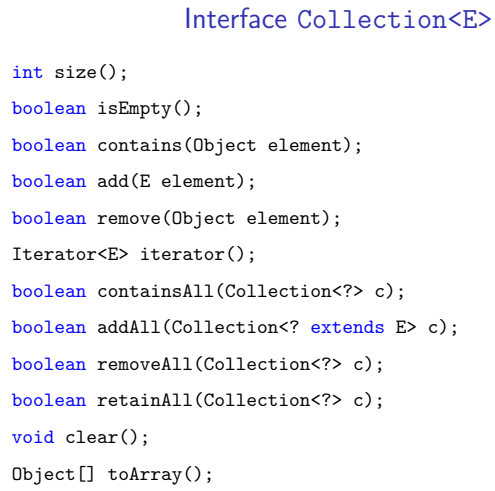 Interface Collection<E>
int size();
boolean isEmpty();
boolean contains(Object element);
boolean add(E element);
boolean remove(Object element);
Iterator<E> iterator();
boolean containsAll(Collection<?> c);
boolean addAll(Collection<? extends E> c);
boolean removeAll(Collection<?> c);
boolean retainAll(Collection<?> c);
void clear();
Object[] toArray();